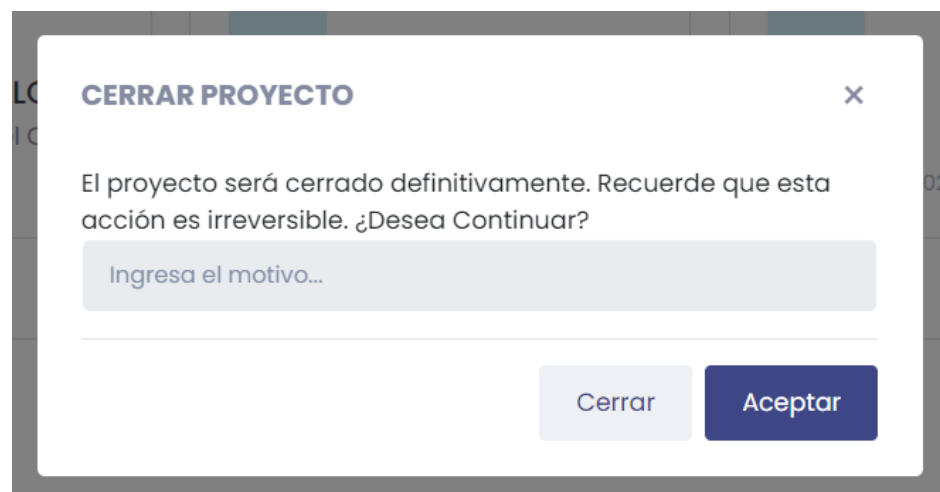 CERRAR PROYECTO
El proyecto será cerrado definitivamente. Recuerde que esta
acción es irreversible. ¿Desea Continuar?
Ingresa el motivo...
Cerrar
Aceptar